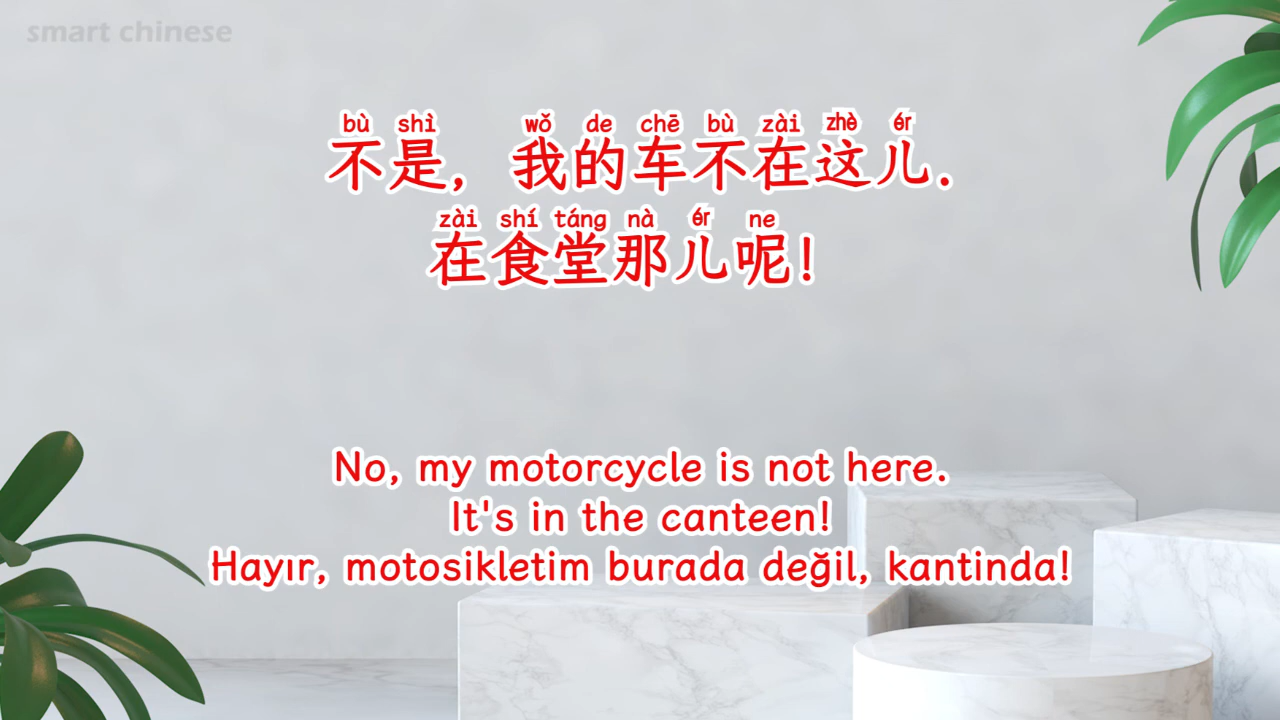 smart chinese
bù shì wǒ de chē bù zài zhè ér
不是, 我的车不在这儿.
zài shí táng nà ér ne
在食堂那儿呢!
No, my motorcycle is not here.
It's in the canteen!
Hayır, motosikletim burada değil, kantinda!